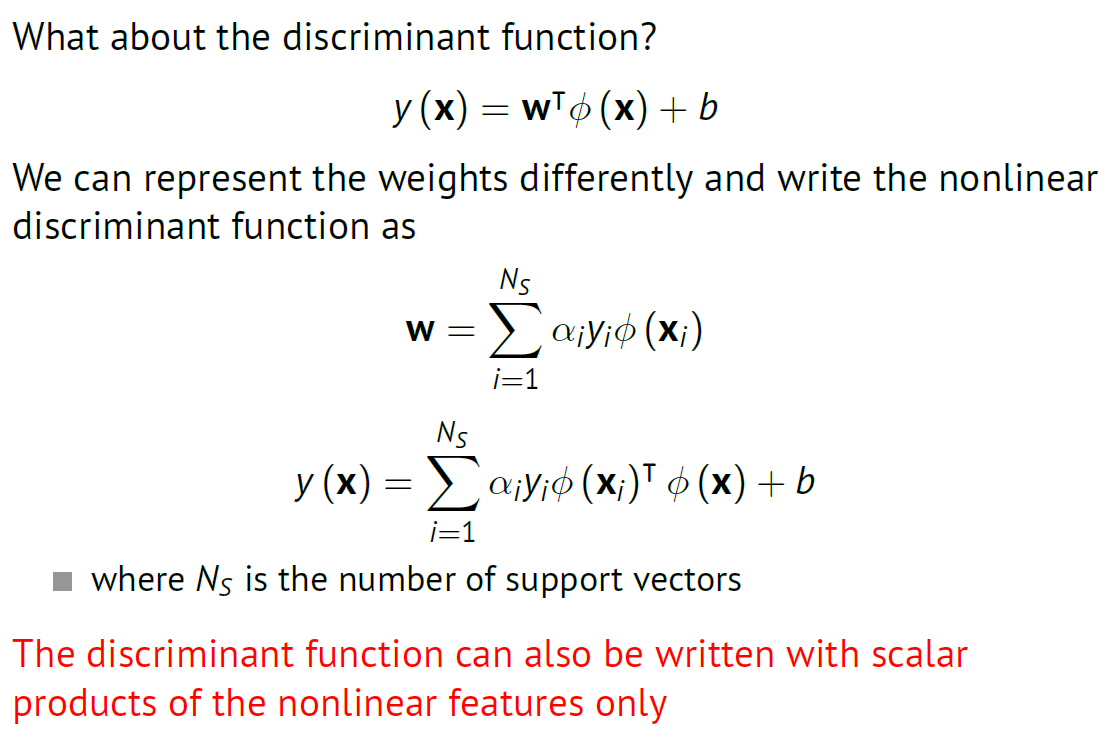 What about the discriminant function?
y (x) = wᵀϕ (x) + b
We can represent the weights differently and write the nonlinear
discriminant function as
w = ∑_{i=1}^{N_S} α_i y_i ϕ (x_i)
y (x) = ∑_{i=1}^{N_S} α_i y_i ϕ (x_i)ᵀ ϕ (x) + b
■ where N_S is the number of support vectors
The discriminant function can also be written with scalar
products of the nonlinear features only